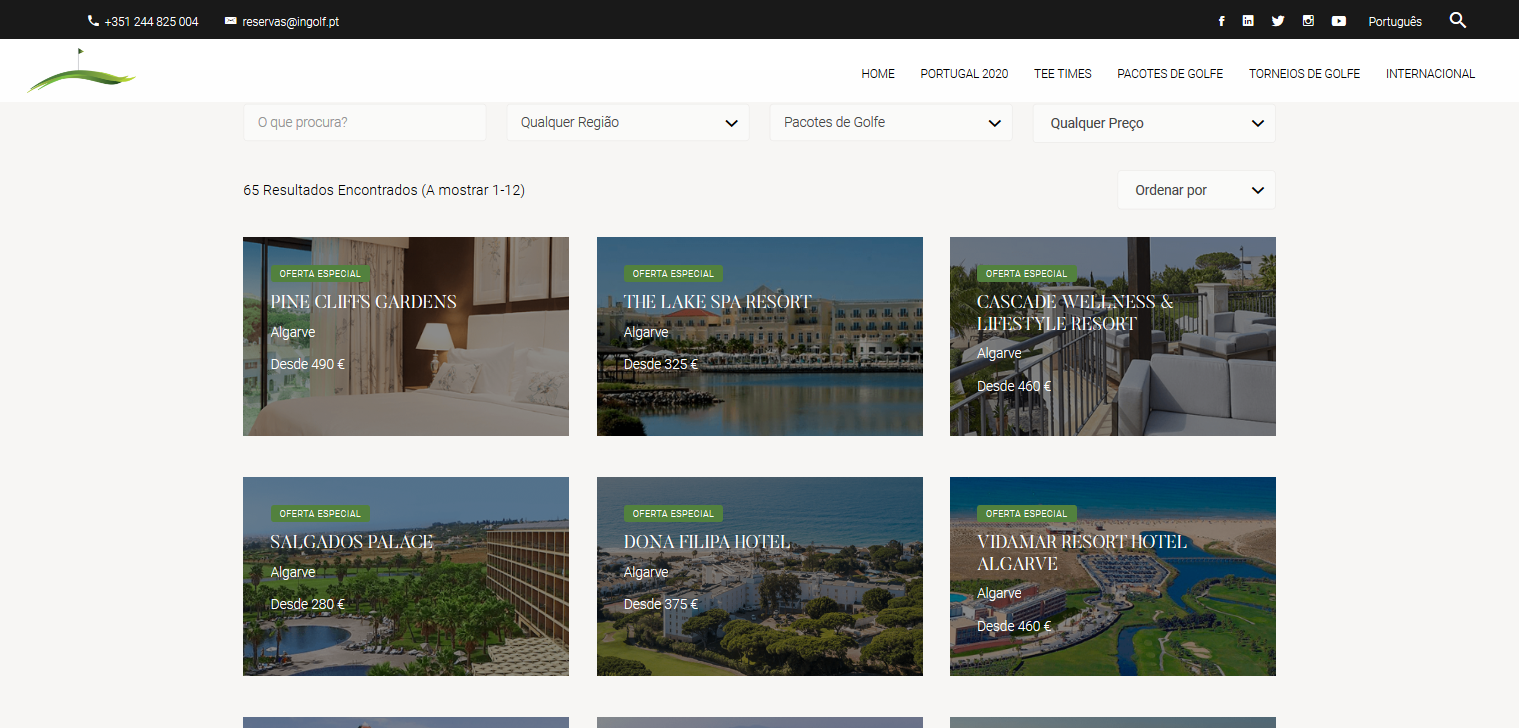 +351 244 825 004
reservas@ingolf.pt
Português
HOME
PORTUGAL 2020
TEE TIMES
PACOTES DE GOLFE
TORNEIOS DE GOLFE
INTERNACIONAL
O que procura?
Qualquer Região
Pacotes de Golfe
Qualquer Preço
65 Resultados Encontrados (A mostrar 1-12)
Ordenar por
OFERTA ESPECIAL
PINE CLIFFS GARDENS
Algarve
Desde 490 €
OFERTA ESPECIAL
THE LAKE SPA RESORT
Algarve
Desde 325 €
OFERTA ESPECIAL
CASCADE WELLNESS &
LIFESTYLE RESORT
Algarve
Desde 460 €
OFERTA ESPECIAL
SALGADOS PALACE
Algarve
Desde 280 €
OFERTA ESPECIAL
DONA FILIPA HOTEL
Algarve
Desde 375 €
OFERTA ESPECIAL
VIDAMAR RESORT HOTEL
ALGARVE
Algarve
Desde 460 €